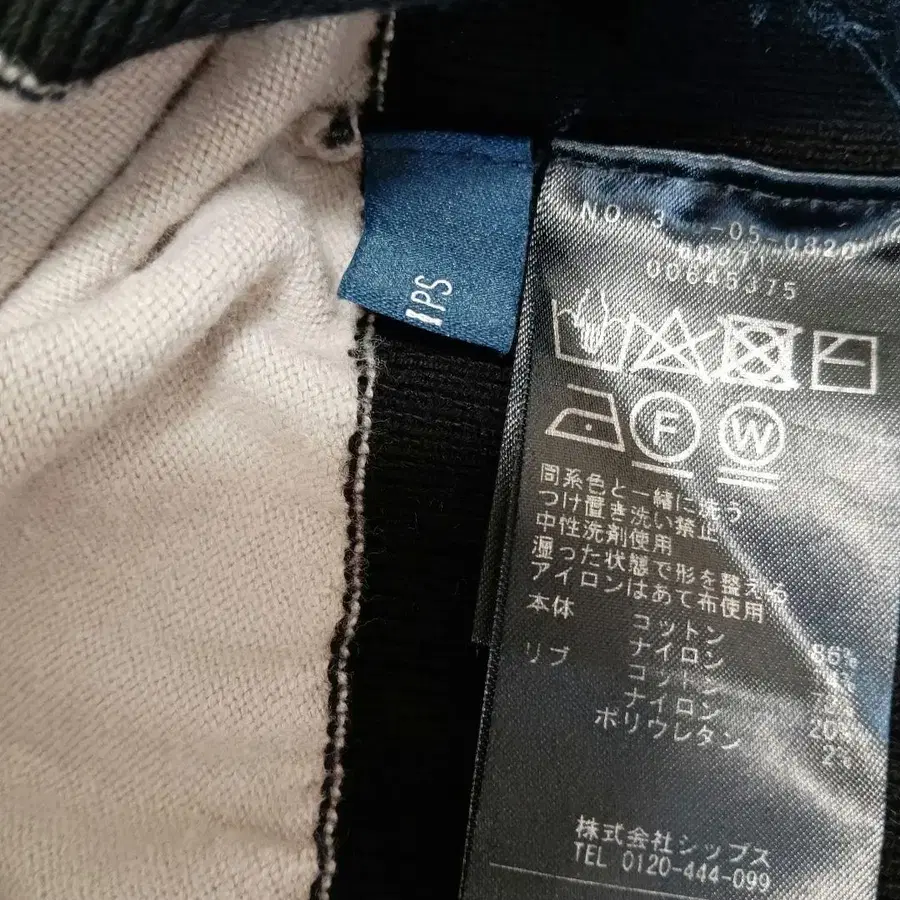 IPS
NO. 3 -05-0320
00645375
F W
同系色と一緒に洗う
つけ置き洗い禁止
中性洗剤使用
湿った状態で形を整える
アイロンはあて布使用
本体 コットン 86%
ナイロン
リブ コットン
ナイロン 20%
ポリウレタン 2%
株式会社シップス
TEL 0120-444-099